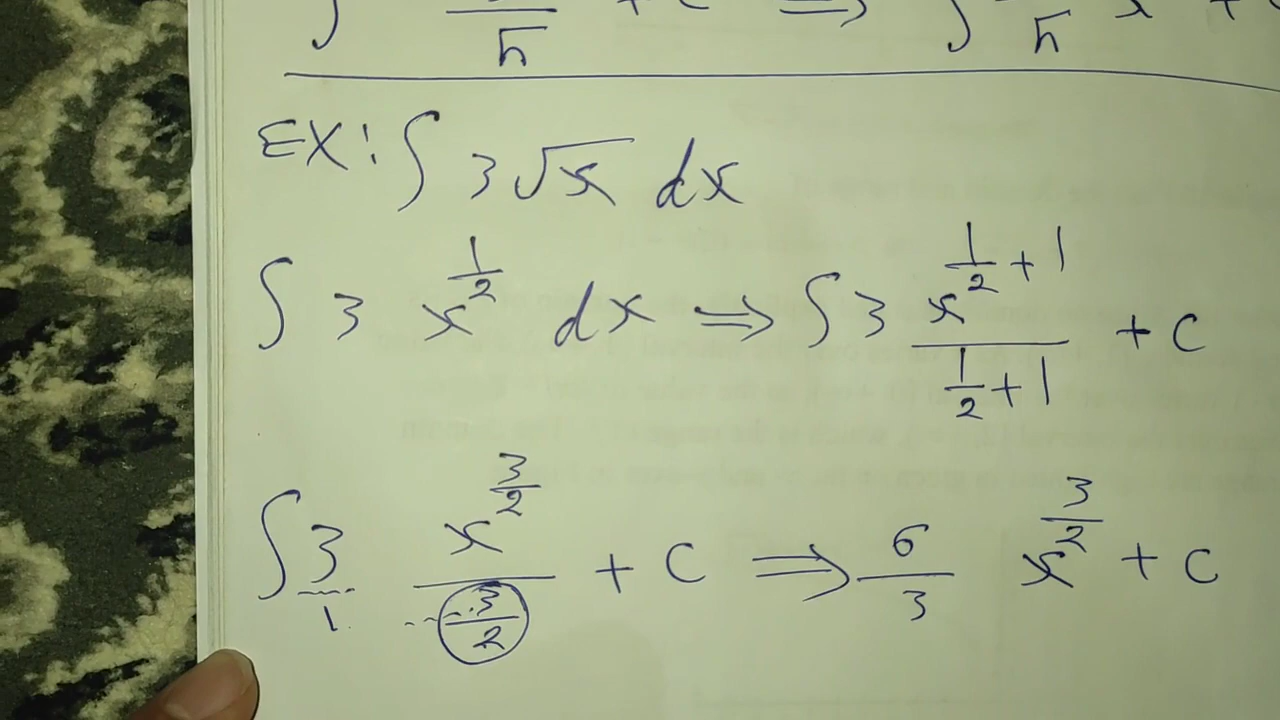 ∫ ─ + C ⟹ ∫ ─ x +
n n
EX: ∫ 3√x dx
∫ 3 x^(1/2) dx ⟹ ∫ 3 x^(1/2 + 1) / (1/2 + 1) + C
∫ 3/1 x^(3/2) / (3/2) + C ⟹ 6/3 x^(3/2) + C